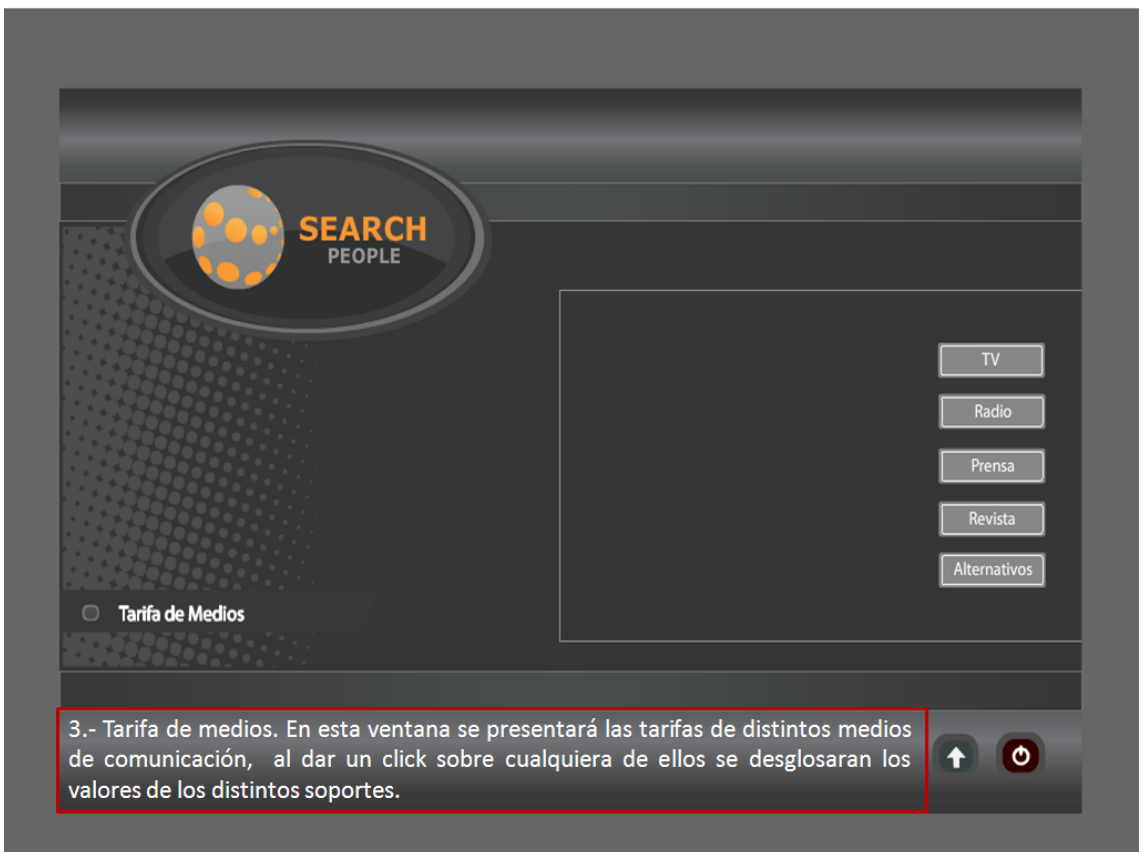 SEARCH
PEOPLE
TV
Radio
Prensa
Revista
Alternativos
Tarifa de Medios
3.- Tarifa de medios. En esta ventana se presentará las tarifas de distintos medios
de comunicación, al dar un click sobre cualquiera de ellos se desglosaran los
valores de los distintos soportes.